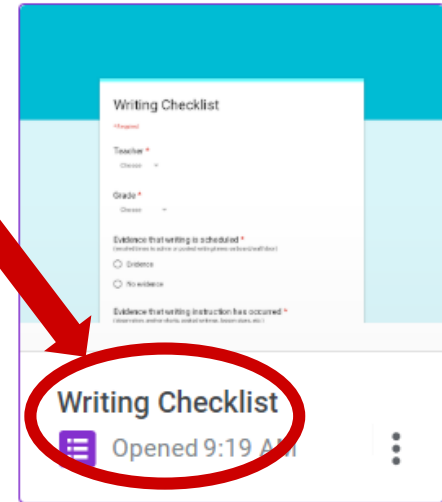 Writing Checklist
*Required
Teacher *
Choose
Grade *
Choose
Evidence that writing is scheduled *
Evidence
No evidence
Evidence that writing instruction has occurred *
Writing Checklist
Opened 9:19 AM